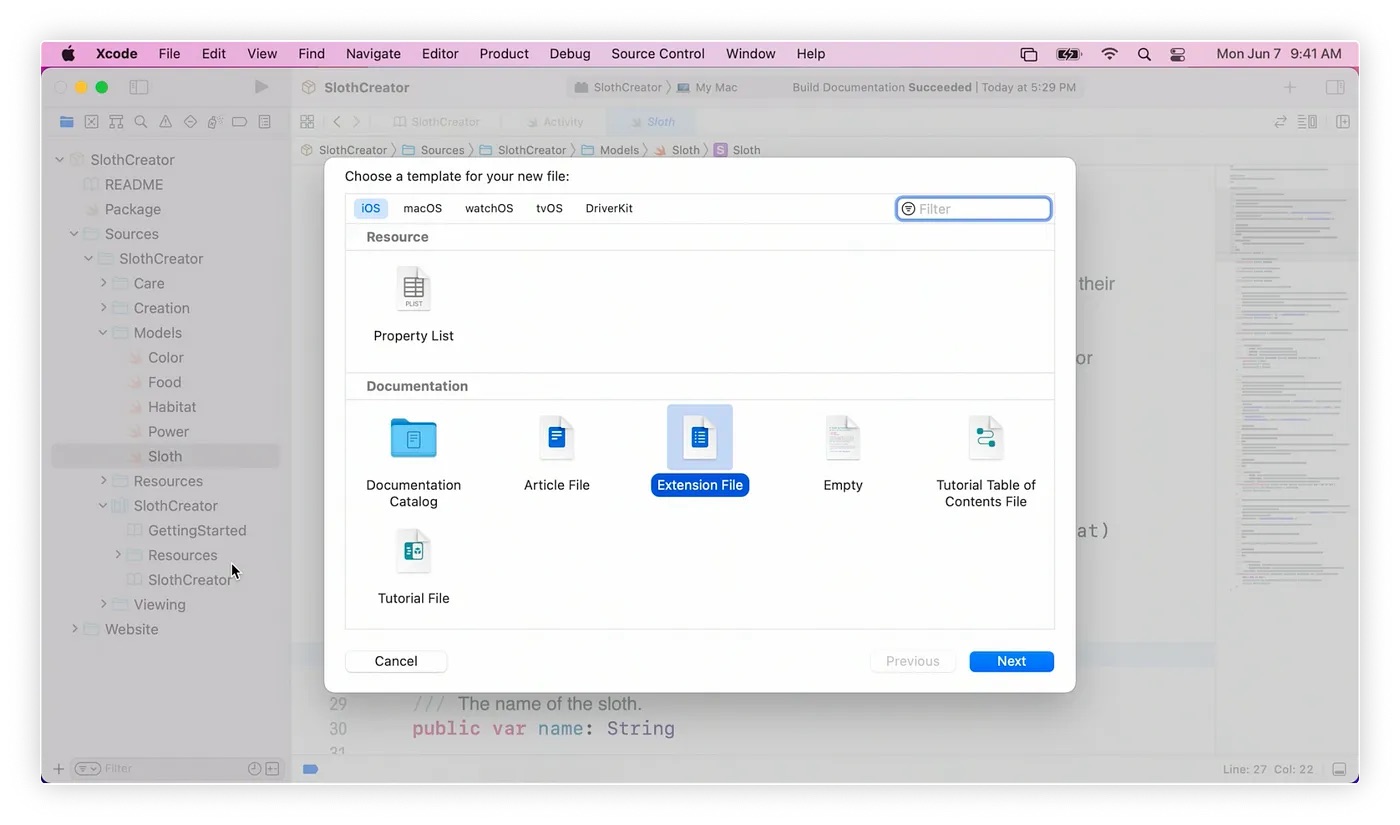 Xcode File Edit View Find Navigate Editor Product Debug Source Control Window Help Mon Jun 7 9:41 AM
SlothCreator SlothCreator My Mac Build Documentation Succeeded | Today at 5:29 PM
SlothCreator Activity Sloth
SlothCreator Sources SlothCreator Models Sloth S Sloth
SlothCreator
README
Package
Sources
SlothCreator
Care
Creation
Models
Color
Food
Habitat
Power
Sloth
Resources
SlothCreator
GettingStarted
Resources
SlothCreator
Viewing
Website
Filter
Choose a template for your new file:
iOS macOS watchOS tvOS DriverKit Filter
Resource
PLIST
Property List
Documentation
Documentation
Catalog
Article File
Extension File
Empty
Tutorial Table of
Contents File
Tutorial File
Cancel Previous Next
their
or
at)
29 /// The name of the sloth.
30 public var name: String
31
Line: 27 Col: 22